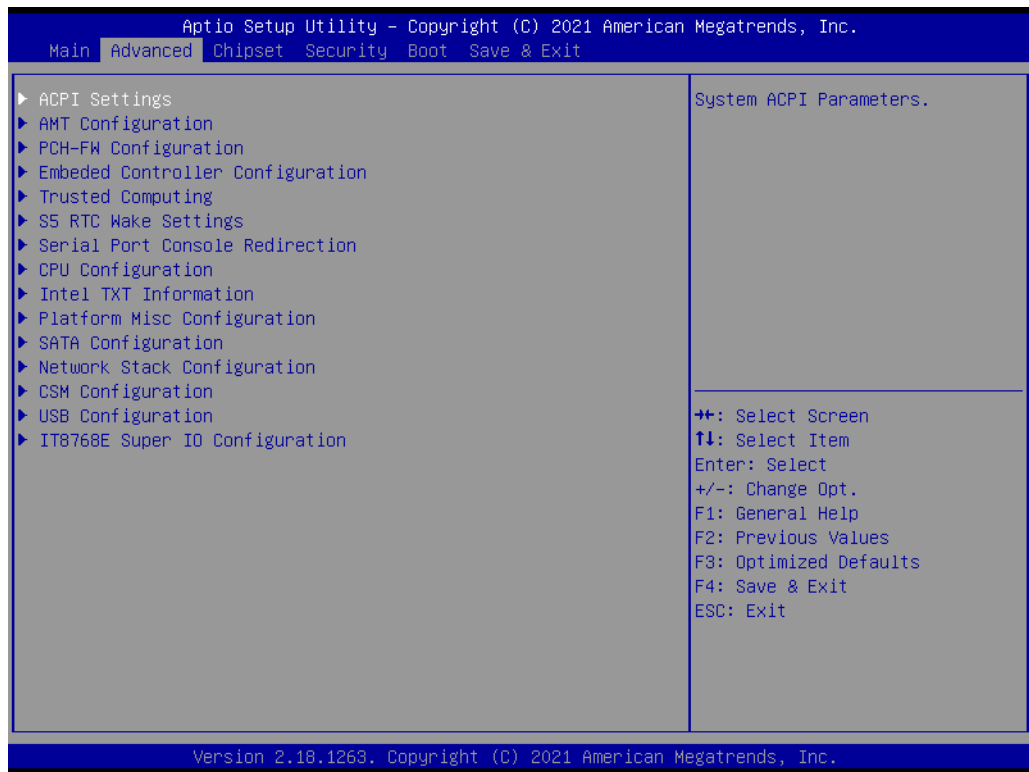 Aptio Setup Utility – Copyright (C) 2021 American Megatrends, Inc.
Main Advanced Chipset Security Boot Save & Exit
▶ ACPI Settings
▶ AMT Configuration
▶ PCH-FW Configuration
▶ Embeded Controller Configuration
▶ Trusted Computing
▶ S5 RTC Wake Settings
▶ Serial Port Console Redirection
▶ CPU Configuration
▶ Intel TXT Information
▶ Platform Misc Configuration
▶ SATA Configuration
▶ Network Stack Configuration
▶ CSM Configuration
▶ USB Configuration
▶ IT8768E Super IO Configuration
System ACPI Parameters.
→←: Select Screen
↑↓: Select Item
Enter: Select
+/-: Change Opt.
F1: General Help
F2: Previous Values
F3: Optimized Defaults
F4: Save & Exit
ESC: Exit
Version 2.18.1263. Copyright (C) 2021 American Megatrends, Inc.